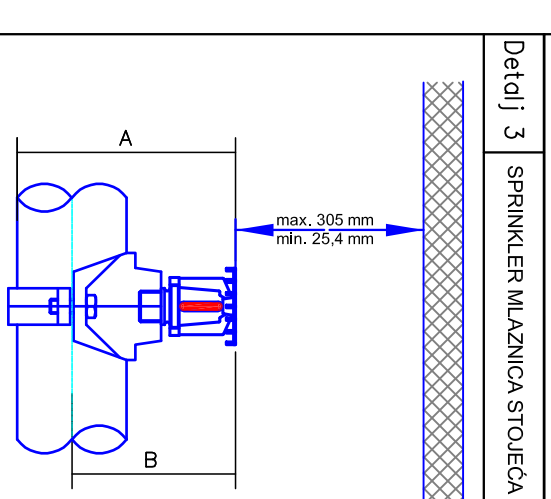 Detalj 3
SPRINKLER MLAZNICA STOJEĆA
A
max. 305 mm
min. 25,4 mm
B